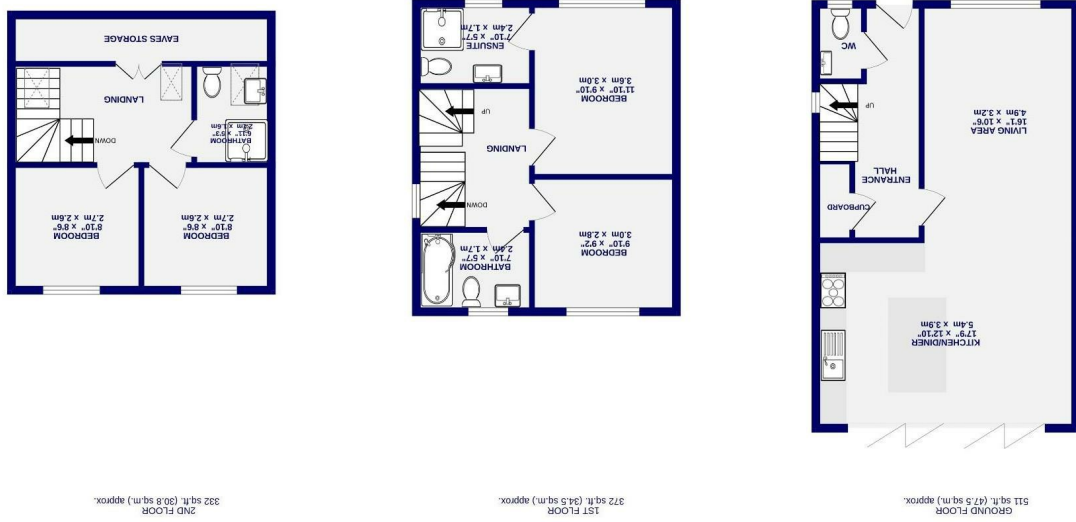 GROUND FLOOR
511 sq.ft. (47.5 sq.m.) approx.
KITCHEN/DINER
17'9" x 12'10"
5.4m x 3.9m
CUPBOARD
ENTRANCE
HALL
UP
LIVING AREA
16'1" x 10'6"
4.9m x 3.2m
WC
1ST FLOOR
372 sq.ft. (34.5 sq.m.) approx.
BEDROOM
9'10" x 9'2"
3.0m x 2.8m
BATHROOM
7'10" x 5'7"
2.4m x 1.7m
DOWN
LANDING
UP
BEDROOM
11'10" x 9'10"
3.6m x 3.0m
ENSUITE
7'10" x 5'7"
2.4m x 1.7m
2ND FLOOR
332 sq.ft. (30.8 sq.m.) approx.
BEDROOM
8'10" x 8'6"
2.7m x 2.6m
BEDROOM
8'10" x 8'6"
2.7m x 2.6m
BATHROOM
6'11" x 5'3"
x 1.6m
DOWN
LANDING
EAVES STORAGE